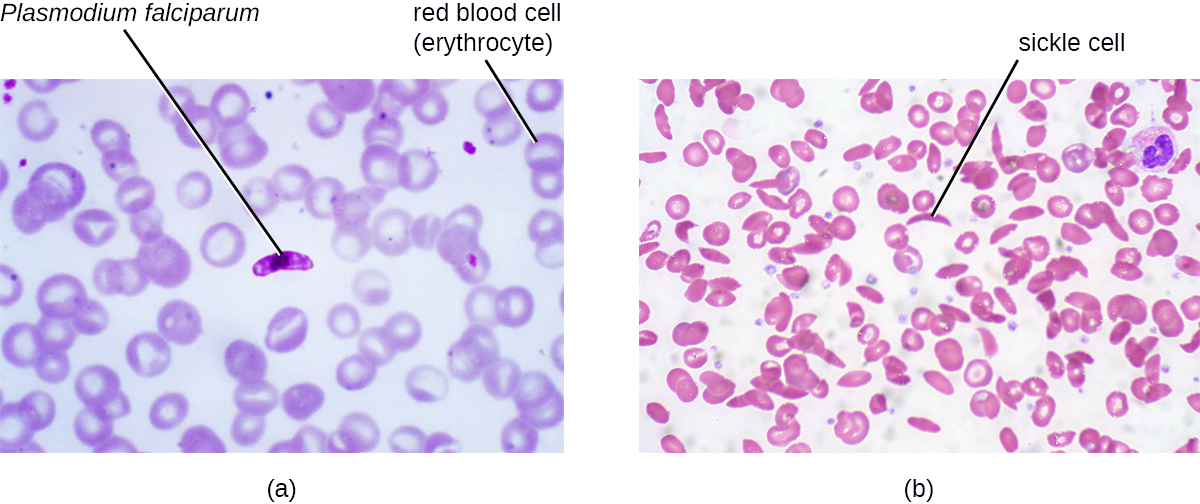 Plasmodium falciparum
red blood cell
(erythrocyte)
sickle cell
(a)
(b)